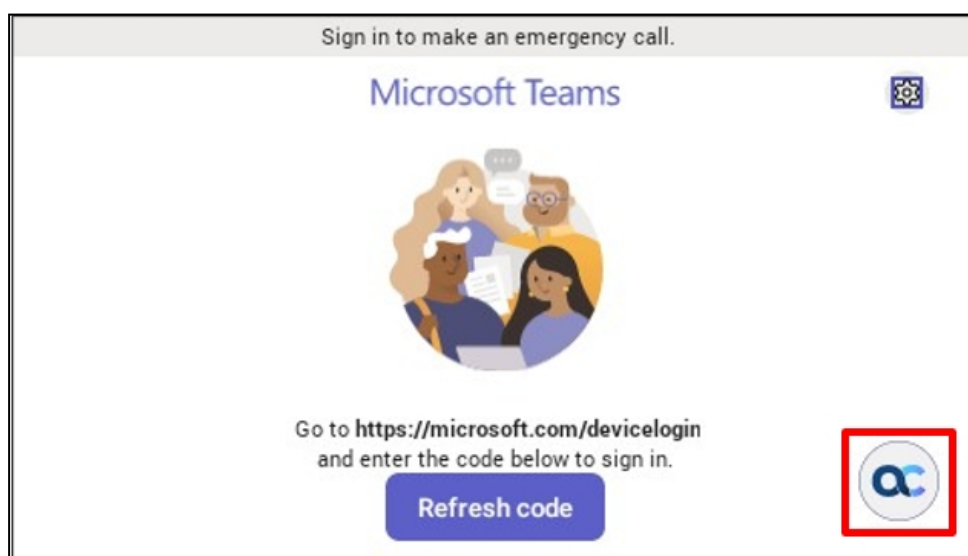 Sign in to make an emergency call.
Microsoft Teams
Go to https://microsoft.com/devicelogin
and enter the code below to sign in.
Refresh code
ac